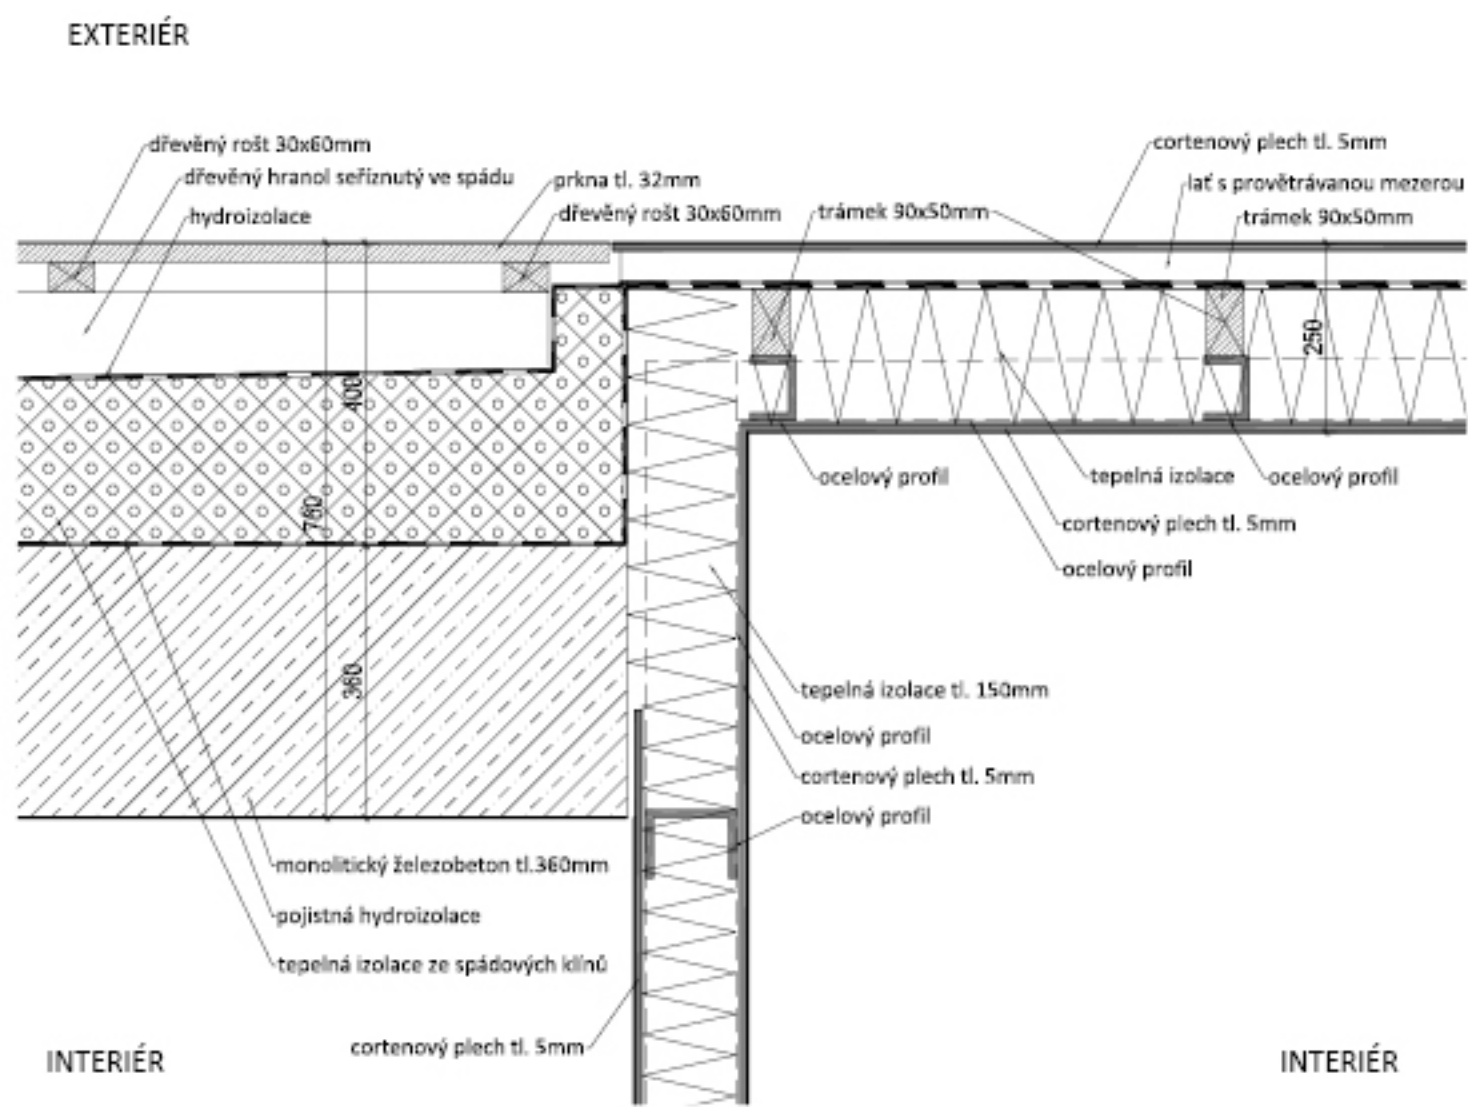 EXTERIÉR
dřevěný rošt 30x60mm
dřevěný hranol seříznutý ve spádu
hydroizolace
prkna tl. 32mm
dřevěný rošt 30x60mm
trámek 90x50mm
cortenový plech tl. 5mm
lať s provětrávanou mezerou
trámek 90x50mm
400
760
360
250
ocelový profil
tepelná izolace
ocelový profil
cortenový plech tl. 5mm
ocelový profil
tepelná izolace tl. 150mm
ocelový profil
cortenový plech tl. 5mm
ocelový profil
monolitický železobeton tl.360mm
pojistná hydroizolace
tepelná izolace ze spádových klínů
cortenový plech tl. 5mm
INTERIÉR
INTERIÉR